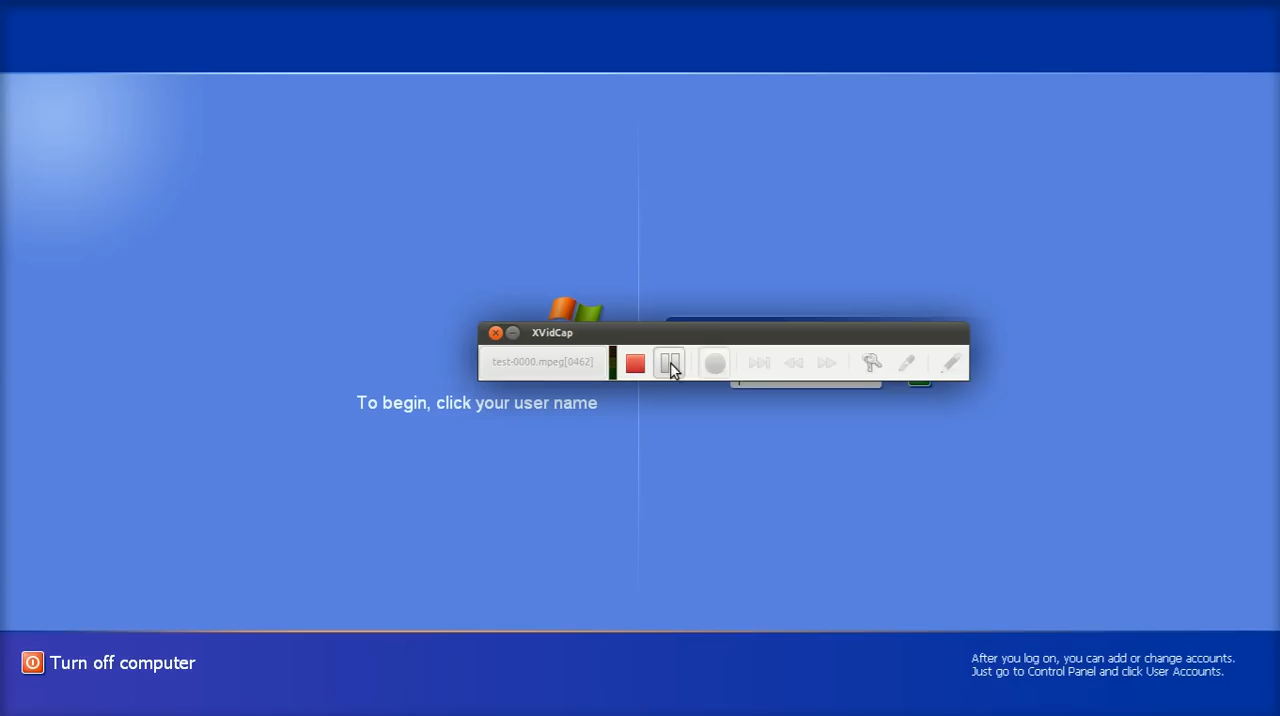 XVidCap
test-0000.mpeg[0462]
To begin, click your user name
Turn off computer
After you log on, you can add or change accounts.
Just go to Control Panel and click User Accounts.